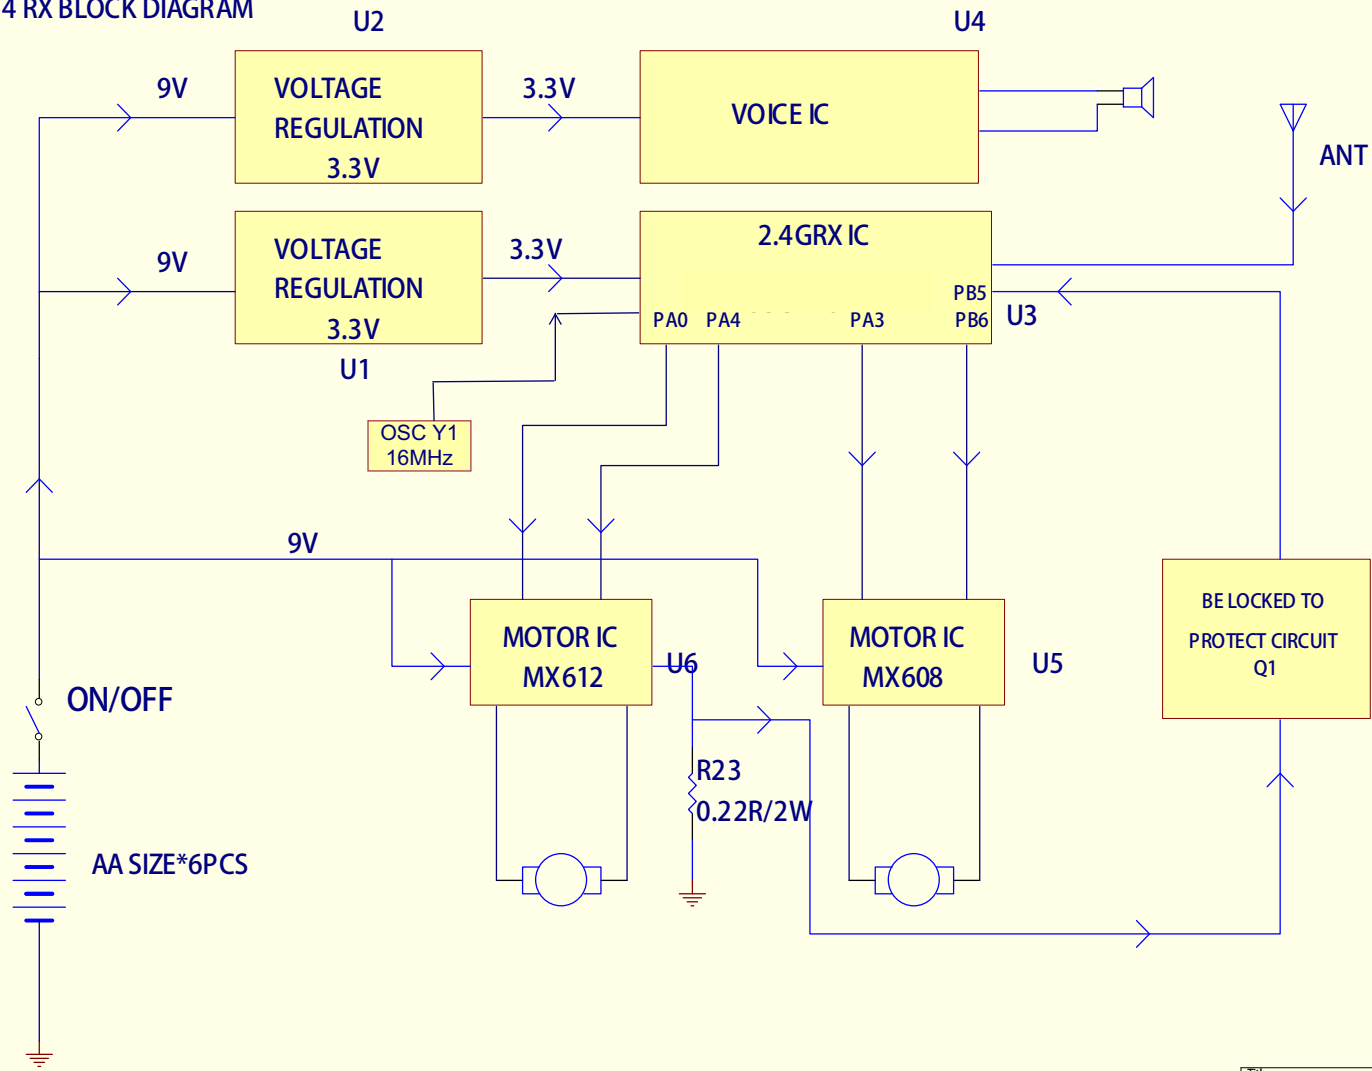 4 RX BLOCK DIAGRAM
U2
U4
9V
VOLTAGE
REGULATION
3.3V
3.3V
VOICE IC
ANT
9V
VOLTAGE
REGULATION
3.3V
3.3V
2.4GRX IC
PB5
PA0 PA4 PA3 PB6
U3
U1
OSC Y1
16MHz
9V
MOTOR IC
MX612
U6
MOTOR IC
MX608
U5
BE LOCKED TO
PROTECT CIRCUIT
Q1
ON/OFF
R23
0.22R/2W
AA SIZE*6PCS